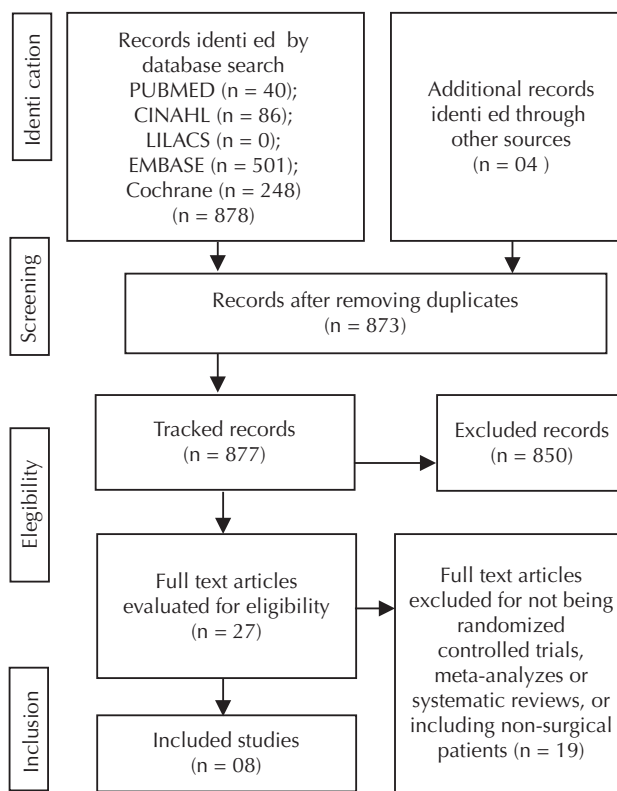 Identi cation
Records identi ed by
database search
PUBMED (n = 40);
CINAHL (n = 86);
LILACS (n = 0);
EMBASE (n = 501);
Cochrane (n = 248)
(n = 878)
Additional records
identi ed through
other sources
(n = 04 )
Screening
Records after removing duplicates
(n = 873)
Elegibility
Tracked records
(n = 877)
Excluded records
(n = 850)
Full text articles
evaluated for eligibility
(n = 27)
Full text articles
excluded for not being
randomized
controlled trials,
meta-analyzes or
systematic reviews, or
including non-surgical
patients (n = 19)
Inclusion
Included studies
(n = 08)